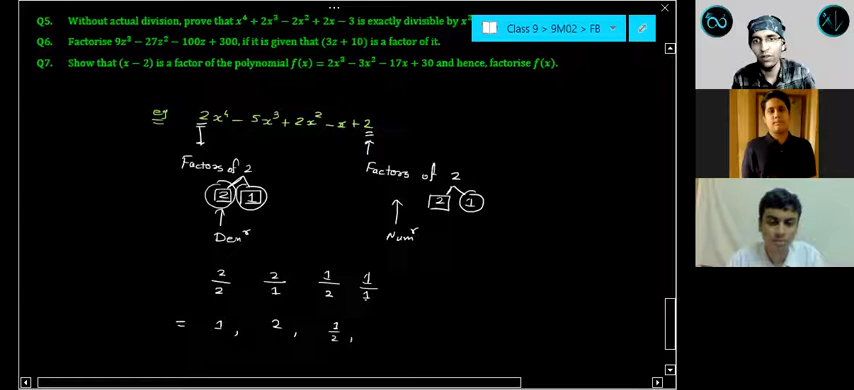 Q5. Without actual division, prove that x⁴ + 2x³ − 2x² + 2x − 3 is exactly divisible by x²
Class 9 > 9M02 > FB
Q6. Factorise 9z³ − 27z² − 100z + 300, if it is given that (3z + 10) is a factor of it.
Q7. Show that (x − 2) is a factor of the polynomial f(x) = 2x³ − 3x² − 17x + 30 and hence, factorise f(x).
eg 2x⁴ − 5x³ + 2x² − x + 2
Factors of 2 Factors of 2
2 1 2 1
Denʳ Numʳ
2/2 2/1 1/2 1/1
= 1, 2, 1/2,